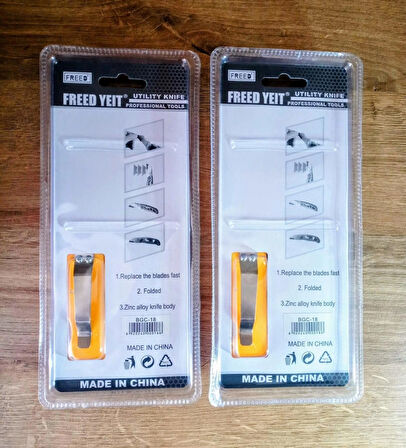 FREED
FREED YEIT
UTILITY KNIFE
PROFESSIONAL TOOLS
1.Replace the blades fast
2. Folded
3.Zinc alloy knife body
BGC-18
MADE IN CHINA
MADE IN CHINA
FREED
FREED YEIT
UTILITY KNIFE
PROFESSIONAL TOOLS
1.Replace the blades fast
2. Folded
3.Zinc alloy knife body
BGC-18
MADE IN CHINA
MADE IN CHINA